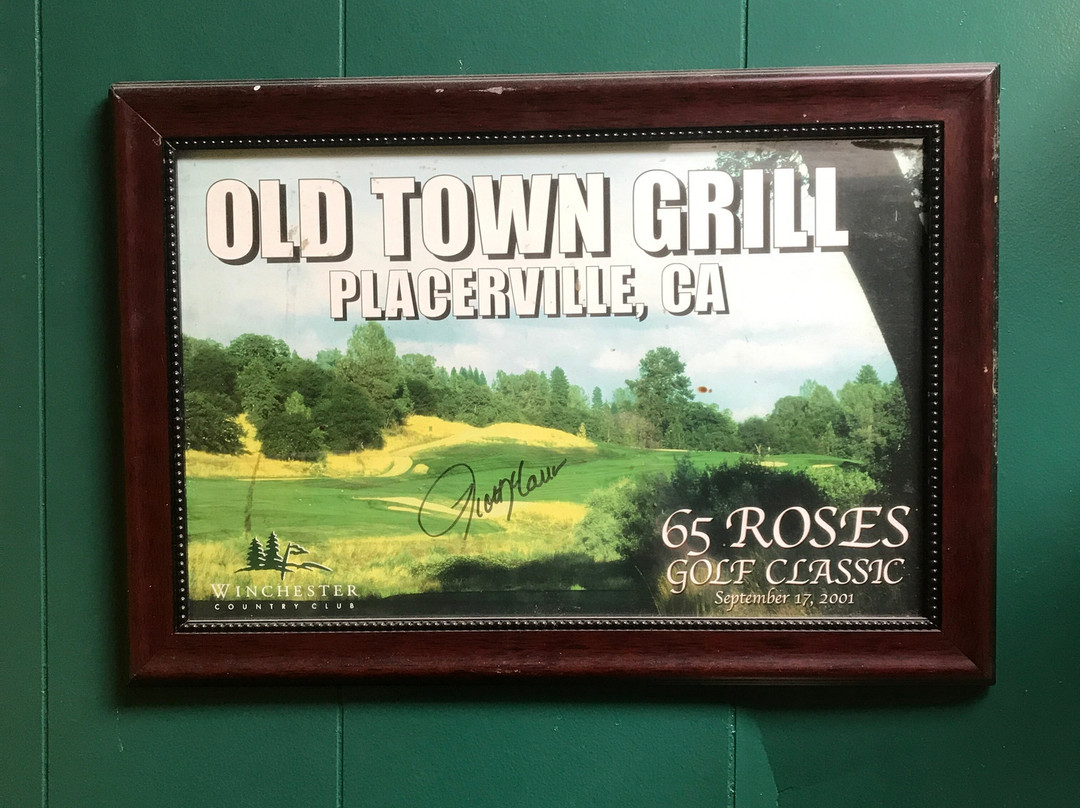 OLD TOWN GRILL
PLACERVILLE, CA
65 ROSES
GOLF CLASSIC
September 17, 2001
WINCHESTER
COUNTRY CLUB